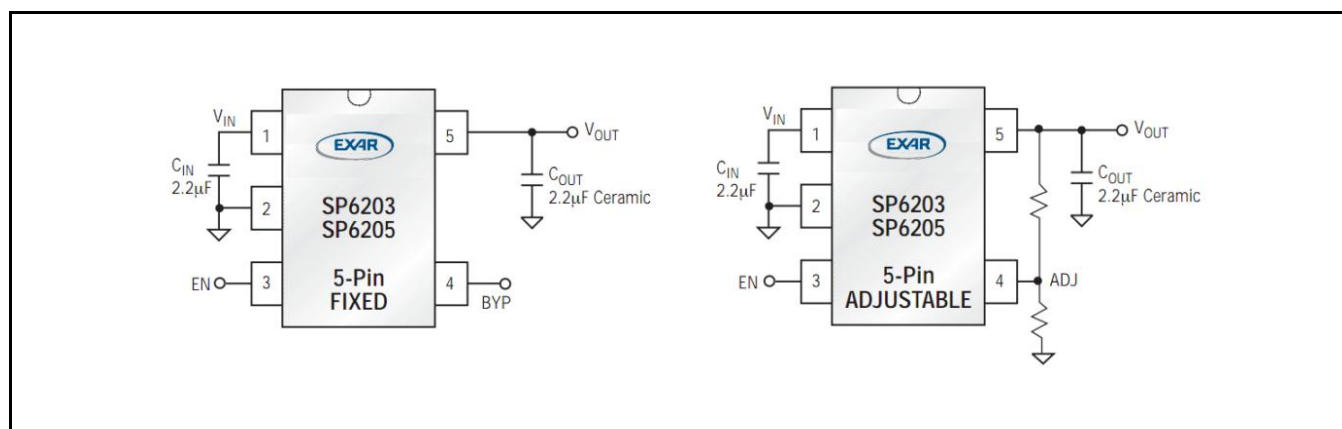 V_IN
1
5
V_OUT
EXAR
C_IN
2.2µF
C_OUT
2.2µF Ceramic
2
SP6203
SP6205
EN
3
5-Pin
FIXED
4
BYP
V_IN
1
5
V_OUT
EXAR
C_IN
2.2µF
C_OUT
2.2µF Ceramic
2
SP6203
SP6205
EN
3
5-Pin
ADJUSTABLE
4
ADJ